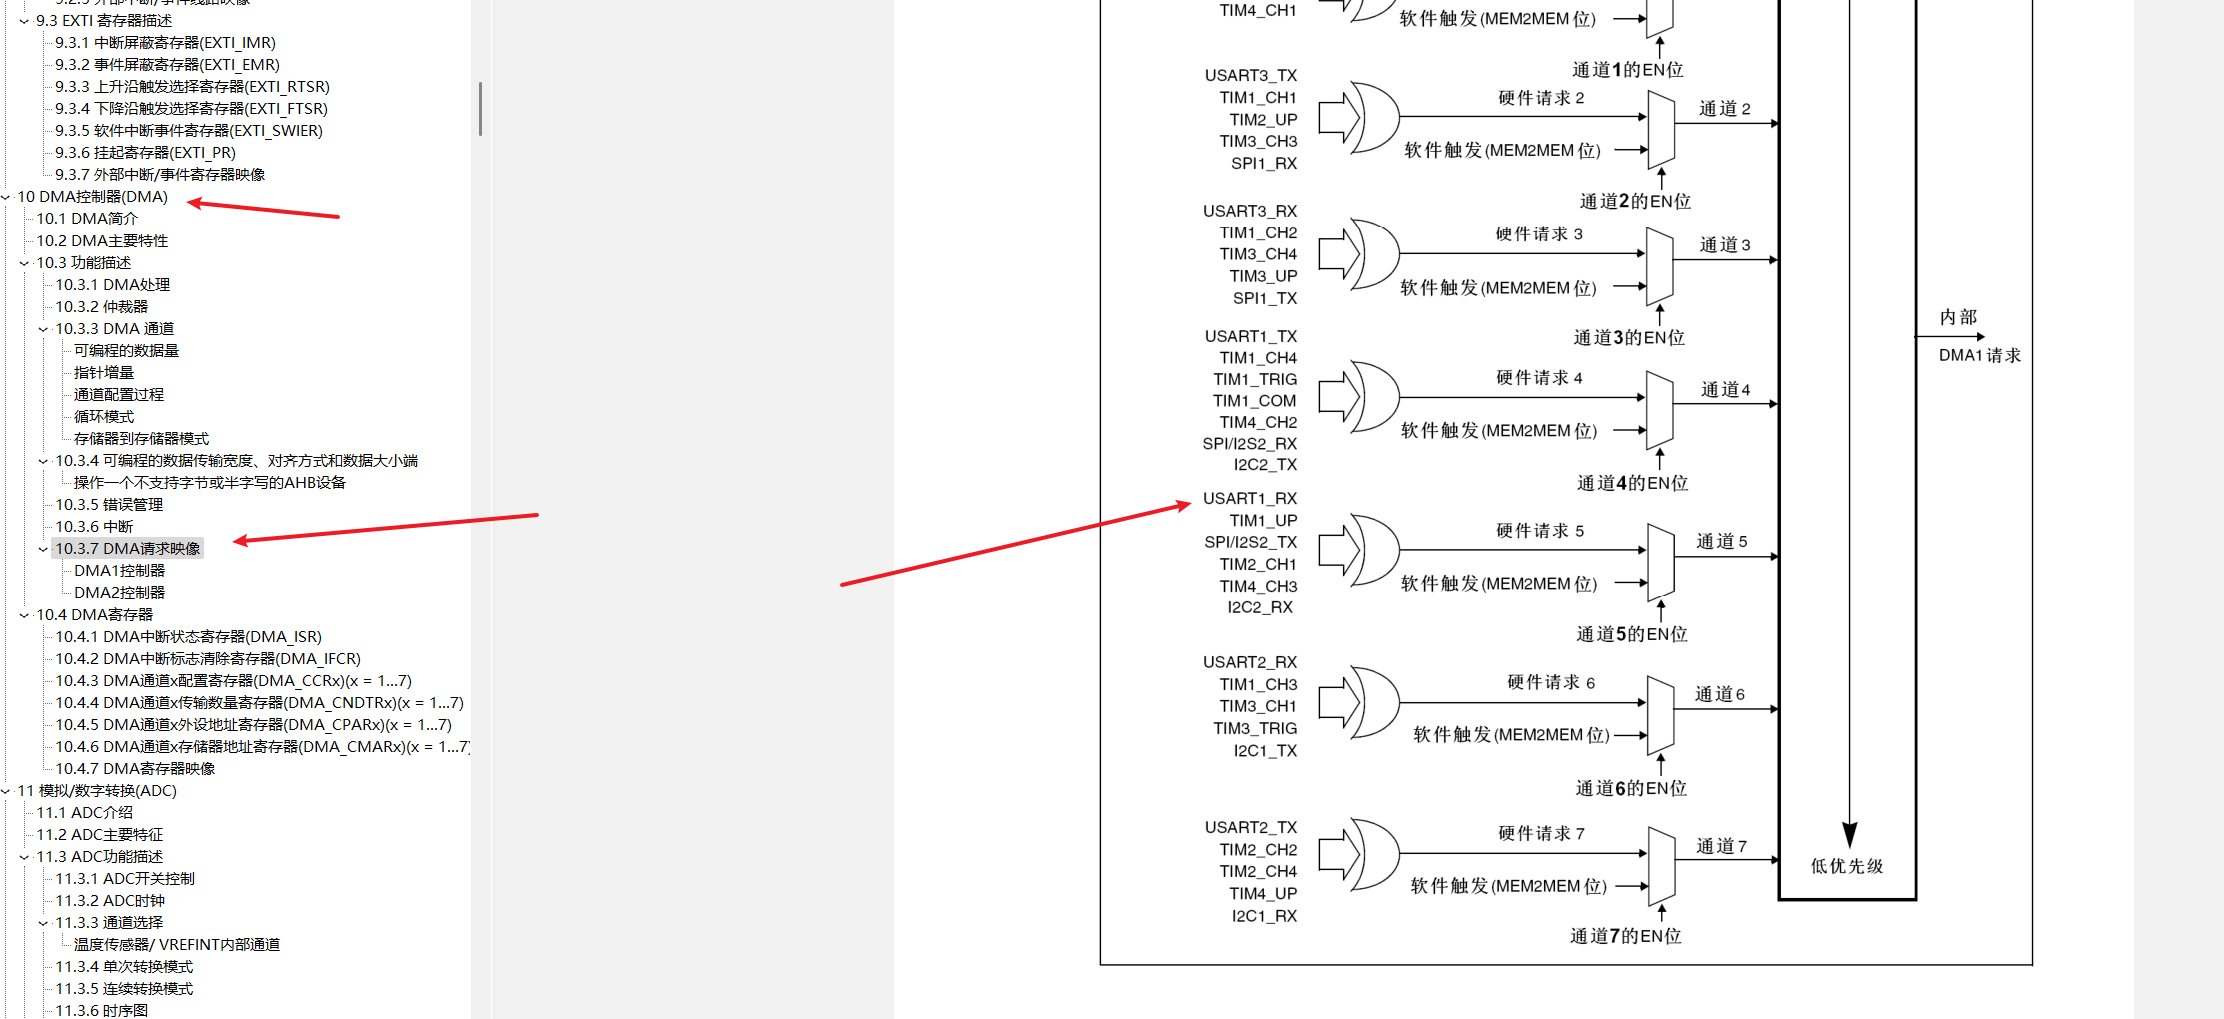 9.3 EXTI 寄存器描述
9.3.1 中断屏蔽寄存器(EXTI_IMR)
9.3.2 事件屏蔽寄存器(EXTI_EMR)
9.3.3 上升沿触发选择寄存器(EXTI_RTSR)
9.3.4 下降沿触发选择寄存器(EXTI_FTSR)
9.3.5 软件中断事件寄存器(EXTI_SWIER)
9.3.6 挂起寄存器(EXTI_PR)
9.3.7 外部中断/事件寄存器映像
10 DMA控制器(DMA)
10.1 DMA简介
10.2 DMA主要特性
10.3 功能描述
10.3.1 DMA处理
10.3.2 仲裁器
10.3.3 DMA 通道
可编程的数据量
指针增量
通道配置过程
循环模式
存储器到存储器模式
10.3.4 可编程的数据传输宽度、对齐方式和数据大小端
操作一个不支持字节或半字写的AHB设备
10.3.5 错误管理
10.3.6 中断
10.3.7 DMA请求映像
DMA1控制器
DMA2控制器
10.4 DMA寄存器
10.4.1 DMA中断状态寄存器(DMA_ISR)
10.4.2 DMA中断标志清除寄存器(DMA_IFCR)
10.4.3 DMA通道x配置寄存器(DMA_CCRx)(x = 1...7)
10.4.4 DMA通道x传输数量寄存器(DMA_CNDTRx)(x = 1...7)
10.4.5 DMA通道x外设地址寄存器(DMA_CPARx)(x = 1...7)
10.4.6 DMA通道x存储器地址寄存器(DMA_CMARx)(x = 1...7)
10.4.7 DMA寄存器映像
11 模拟/数字转换(ADC)
11.1 ADC介绍
11.2 ADC主要特征
11.3 ADC功能描述
11.3.1 ADC开关控制
11.3.2 ADC时钟
11.3.3 通道选择
温度传感器/ VREFINT内部通道
11.3.4 单次转换模式
11.3.5 连续转换模式
11.3.6 时序图
TIM4_CH1
软件触发(MEM2MEM 位)
通道1的EN位
USART3_TX
TIM1_CH1
TIM2_UP
TIM3_CH3
SPI1_RX
硬件请求 2
软件触发(MEM2MEM 位)
通道 2
通道2的EN位
USART3_RX
TIM1_CH2
TIM3_CH4
TIM3_UP
SPI1_TX
硬件请求 3
软件触发(MEM2MEM 位)
通道3
通道3的EN位
USART1_TX
TIM1_CH4
TIM1_TRIG
TIM1_COM
TIM4_CH2
SPI/I2S2_RX
I2C2_TX
硬件请求 4
软件触发(MEM2MEM 位)
通道4
通道4的EN位
USART1_RX
TIM1_UP
SPI/I2S2_TX
TIM2_CH1
TIM4_CH3
I2C2_RX
硬件请求 5
软件触发(MEM2MEM 位)
通道 5
通道5的EN位
USART2_RX
TIM1_CH3
TIM3_CH1
TIM3_TRIG
I2C1_TX
硬件请求 6
软件触发(MEM2MEM 位)
通道6
通道6的EN位
USART2_TX
TIM2_CH2
TIM2_CH4
TIM4_UP
I2C1_RX
硬件请求 7
软件触发(MEM2MEM 位)
通道7
通道7的EN位
低优先级
内部
DMA1 请求